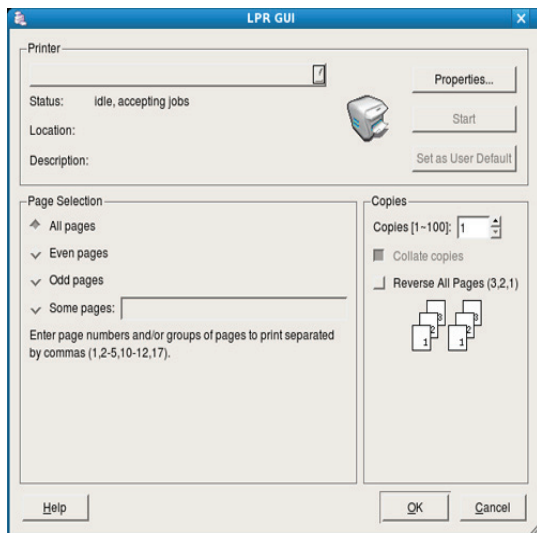 LPR GUI
Printer
Properties...
Status: idle, accepting jobs
Start
Location:
Description:
Set as User Default
Page Selection
All pages
Even pages
Odd pages
Some pages:
Enter page numbers and/or groups of pages to print separated
by commas (1,2-5,10-12,17).
Copies
Copies [1~100]: 1
Collate copies
Reverse All Pages (3,2,1)
3 3
2 2
1 1
Help
OK
Cancel